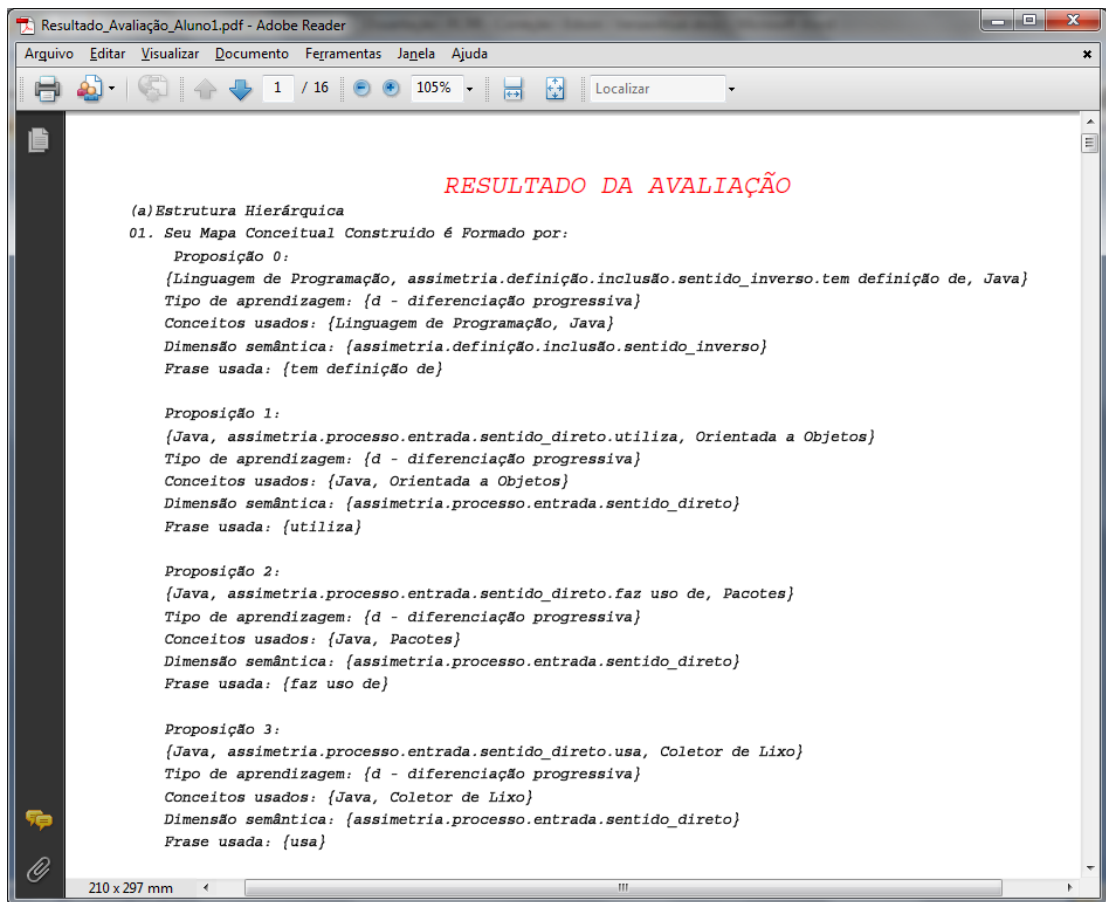 Resultado_Avaliação_Aluno1.pdf - Adobe Reader
Arquivo Editar Visualizar Documento Ferramentas Janela Ajuda
1 / 16 105% Localizar
RESULTADO DA AVALIAÇÃO
(a)Estrutura Hierárquica
01. Seu Mapa Conceitual Construido é Formado por:
Proposição 0:
{Linguagem de Programação, assimetria.definição.inclusão.sentido_inverso.tem definição de, Java}
Tipo de aprendizagem: {d - diferenciação progressiva}
Conceitos usados: {Linguagem de Programação, Java}
Dimensão semântica: {assimetria.definição.inclusão.sentido_inverso}
Frase usada: {tem definição de}
Proposição 1:
{Java, assimetria.processo.entrada.sentido_direto.utiliza, Orientada a Objetos}
Tipo de aprendizagem: {d - diferenciação progressiva}
Conceitos usados: {Java, Orientada a Objetos}
Dimensão semântica: {assimetria.processo.entrada.sentido_direto}
Frase usada: {utiliza}
Proposição 2:
{Java, assimetria.processo.entrada.sentido_direto.faz uso de, Pacotes}
Tipo de aprendizagem: {d - diferenciação progressiva}
Conceitos usados: {Java, Pacotes}
Dimensão semântica: {assimetria.processo.entrada.sentido_direto}
Frase usada: {faz uso de}
Proposição 3:
{Java, assimetria.processo.entrada.sentido_direto.usa, Coletor de Lixo}
Tipo de aprendizagem: {d - diferenciação progressiva}
Conceitos usados: {Java, Coletor de Lixo}
Dimensão semântica: {assimetria.processo.entrada.sentido_direto}
Frase usada: {usa}
210 x 297 mm